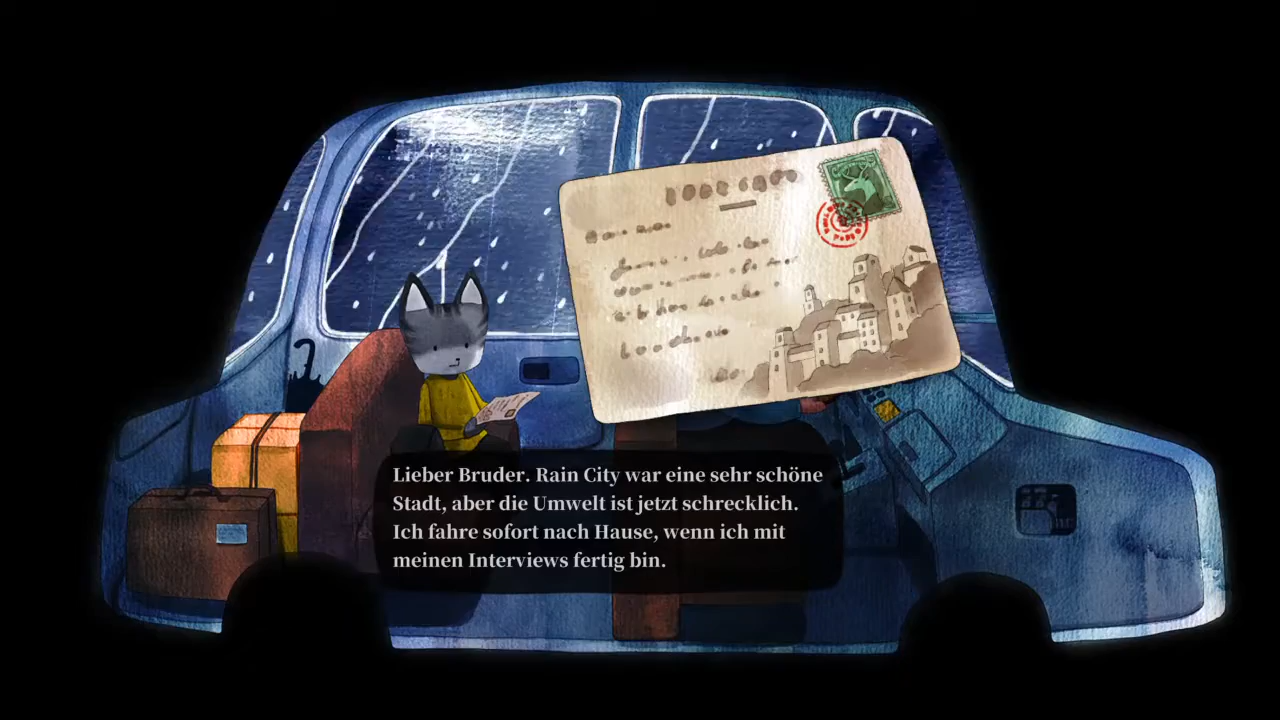 Lieber Bruder. Rain City war eine sehr schöne
Stadt, aber die Umwelt ist jetzt schrecklich.
Ich fahre sofort nach Hause, wenn ich mit
meinen Interviews fertig bin.